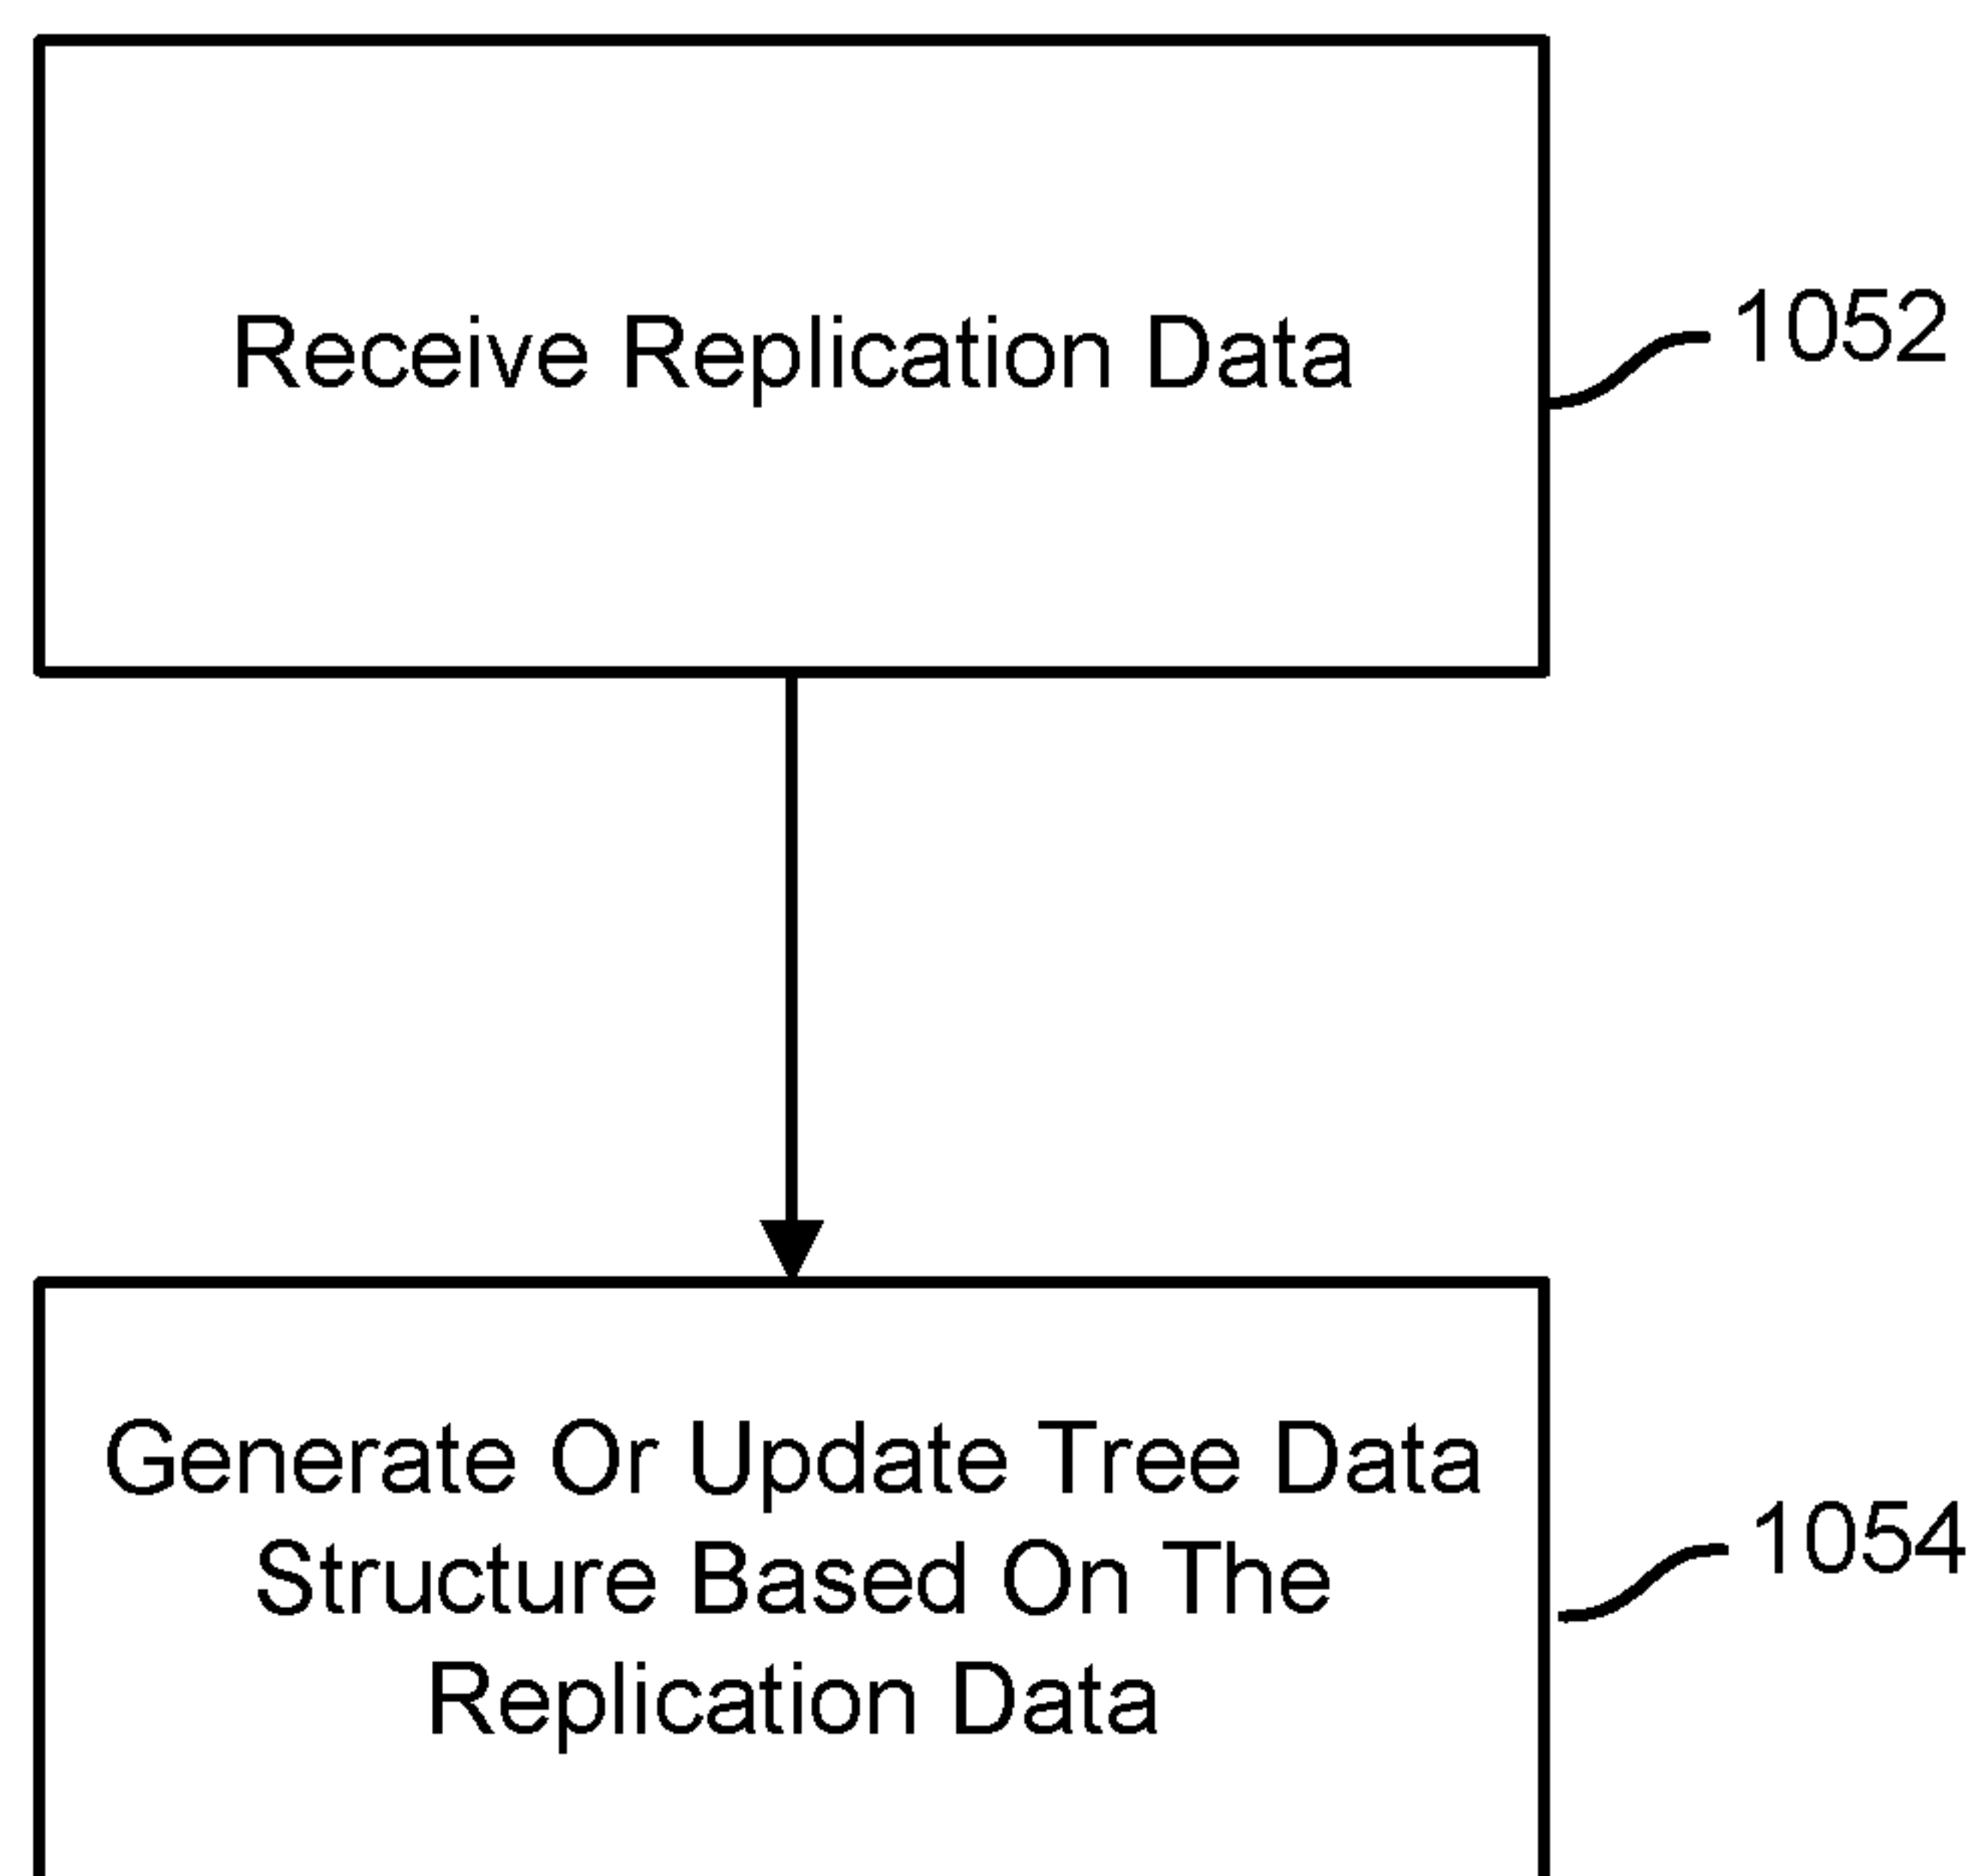 Receive Replication Data
1052
Generate Or Update Tree Data
Structure Based On The
Replication Data
1054